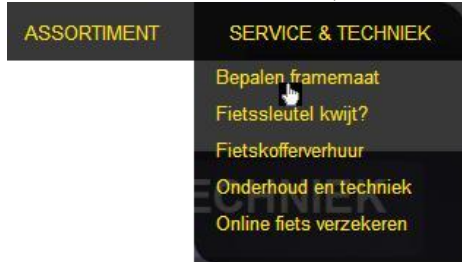 ASSORTIMENT SERVICE & TECHNIEK
Bepalen framemaat
Fietssleutel kwijt?
Fietskofferverhuur
Onderhoud en techniek
Online fiets verzekeren